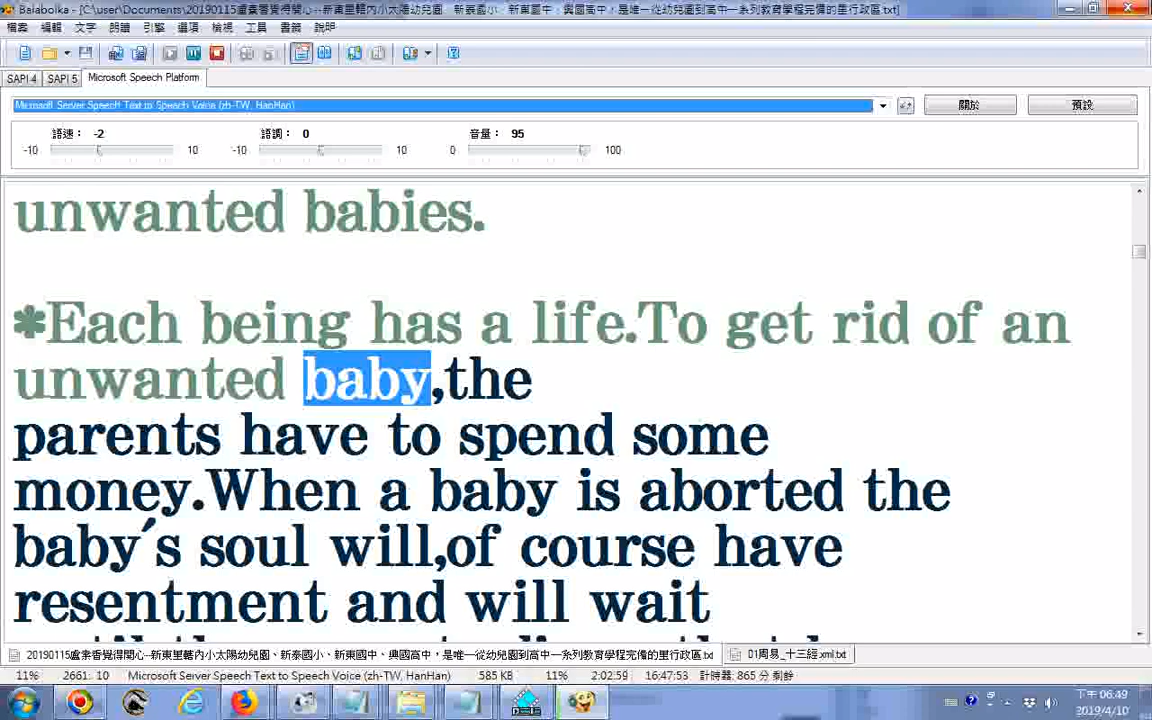 Balabolka - [C:\user\Documents\20190115盧素香覺得開心--新東里轄內小太陽幼兒園、新泰國小、新東國中、興國高中，是唯一從幼兒園到高中一系列教育學程完備的里行政區.txt]
檔案 編輯 文字 朗讀 引擎 選項 檢視 工具 書籤 說明
SAPI 4 SAPI 5 Microsoft Speech Platform
Microsoft Server Speech Text to Speech Voice (zh-TW, HanHan) 關於 預設
語速： -2 語調： 0 音量： 95
-10 10 -10 10 0 100
unwanted babies.
*Each being has a life.To get rid of an
unwanted baby,the
parents have to spend some
money.When a baby is aborted the
baby´s soul will,of course have
resentment and will wait
20190115盧素香覺得開心--新東里轄內小太陽幼兒園、新泰國小、新東國中、興國高中，是唯一從幼兒園到高中一系列教育學程完備的里行政區.txt 01周易_十三經.xml.txt
11% 2661: 10 Microsoft Server Speech Text to Speech Voice (zh-TW, HanHan) 585 KB 11% 2:02:59 16:47:53 計時器: 865 分 剩餘
下午 06:49
2019/4/10